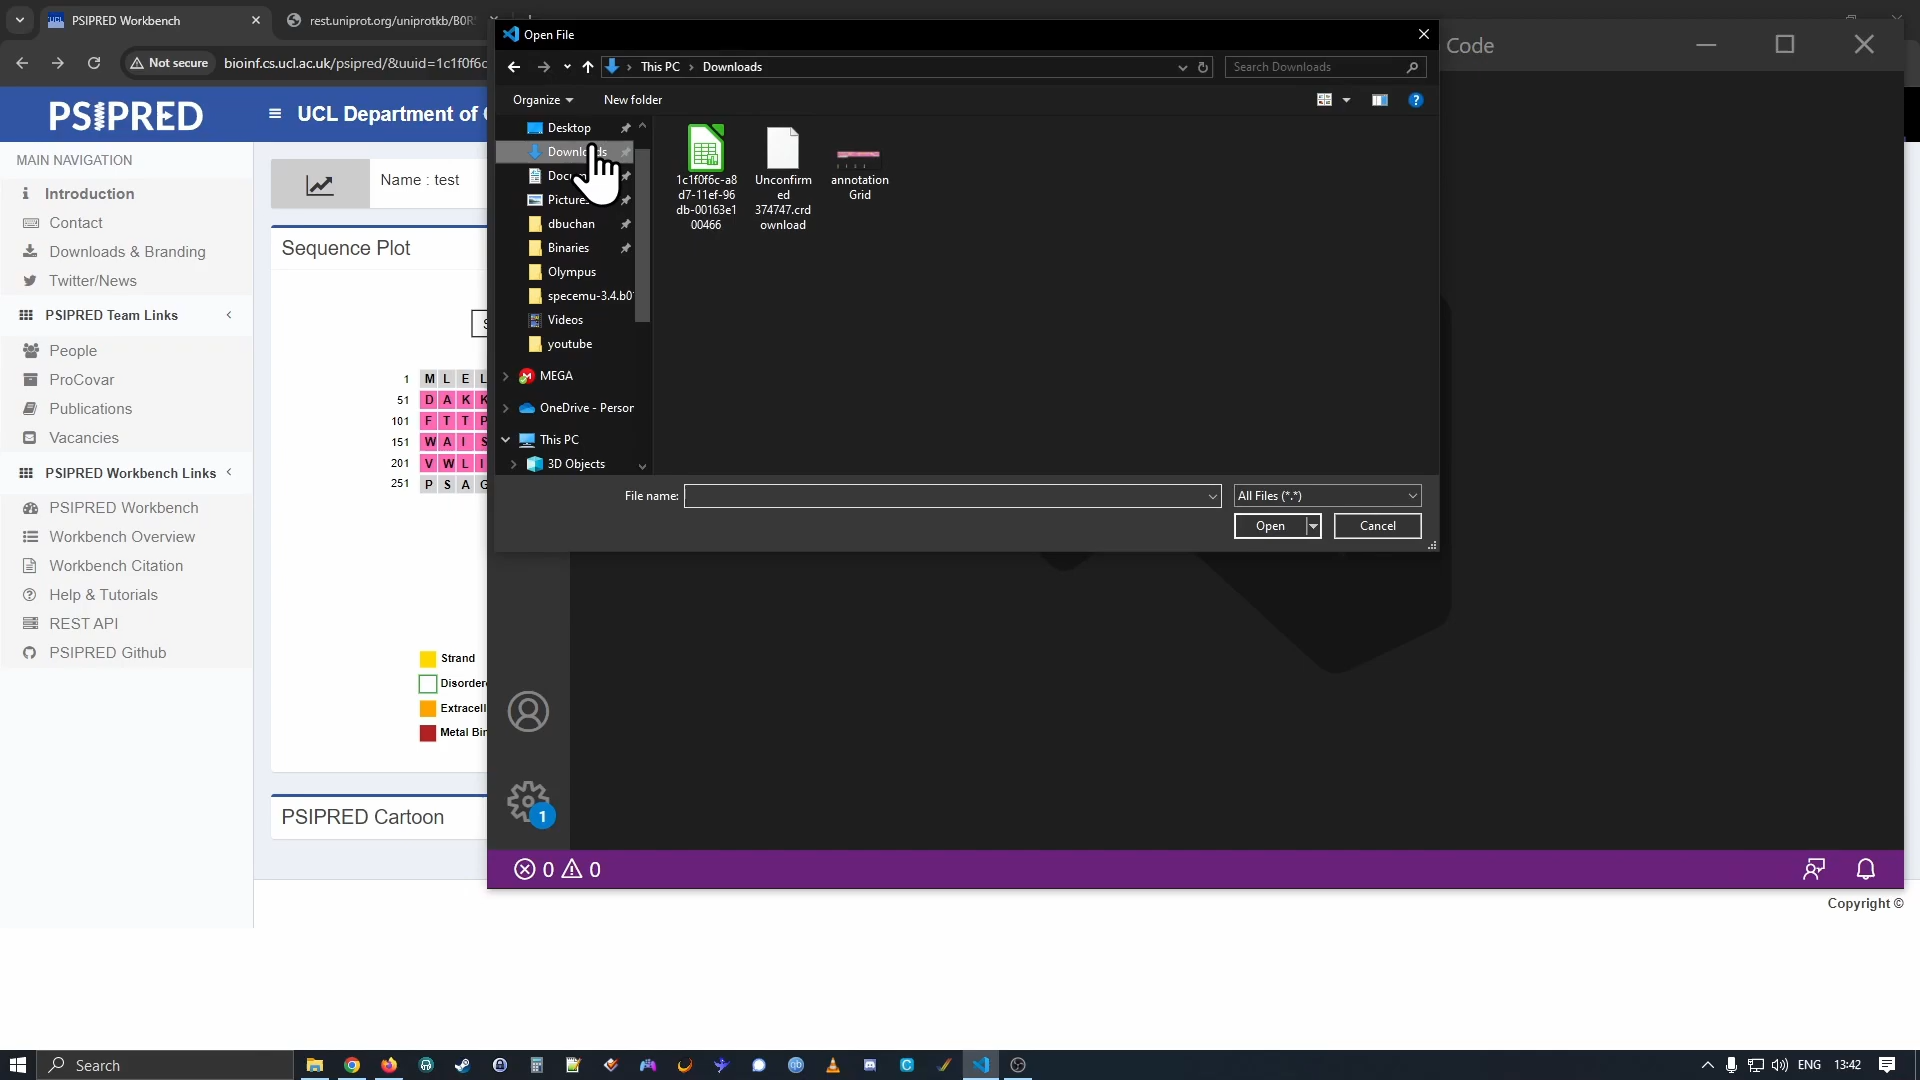 PSIPRED Workbench
rest.uniprot.org/uniprotkb/B0R
Not secure
bioinf.cs.ucl.ac.uk/psipred/&uuid=1c1f0f6c
Open File
Code
This PC
Downloads
Search Downloads
Organize
New folder
PSIPRED
UCL Department of
MAIN NAVIGATION
Introduction
Contact
Downloads & Branding
Twitter/News
PSIPRED Team Links
People
ProCovar
Publications
Vacancies
PSIPRED Workbench Links
PSIPRED Workbench
Workbench Overview
Workbench Citation
Help & Tutorials
REST API
PSIPRED Github
Name : test
Sequence Plot
1 M L E L
51 D A K K
101 F T T P
151 W A I S
201 V W L I
251 P S A G
Strand
Disordere
Extracell
Metal Bin
PSIPRED Cartoon
Desktop
Downloads
Docum
Pictures
dbuchan
Binaries
Olympus
specemu-3.4.b0
Videos
youtube
MEGA
OneDrive - Person
This PC
3D Objects
1c1f0f6c-a8
d7-11ef-96
db-00163e1
00466
Unconfirm
ed
374747.crd
ownload
annotation
Grid
File name:
All Files (*.*)
Open
Cancel
1
0
0
Copyright ©
Search
ENG
13:42